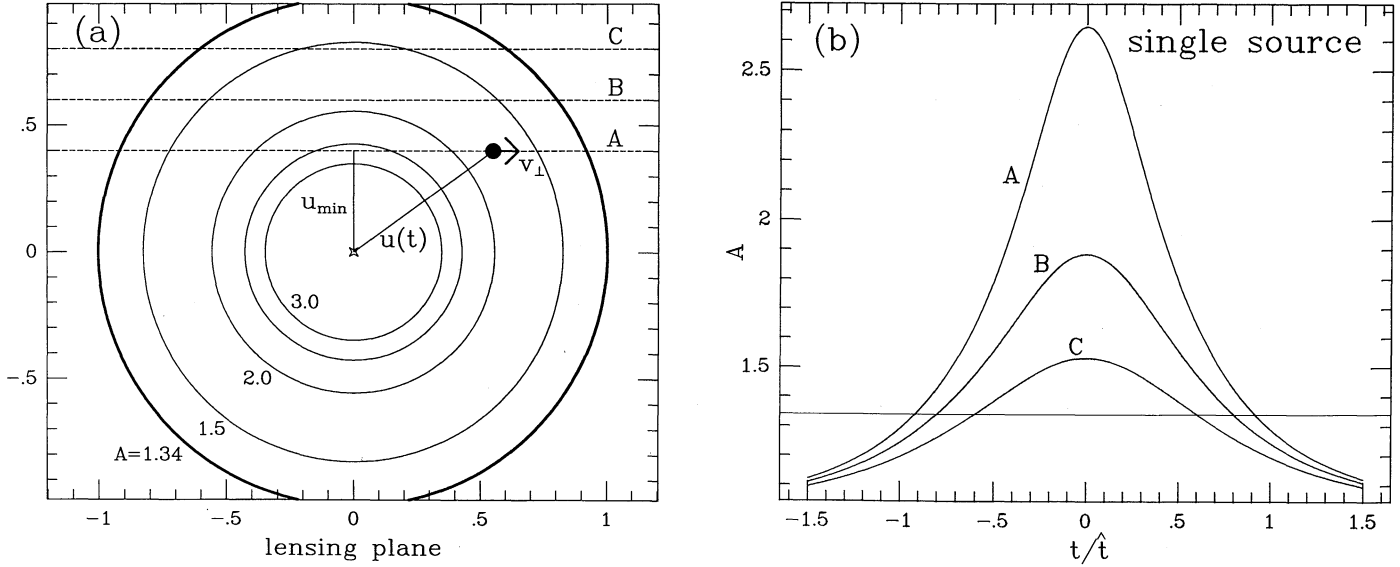 (a)
C
B
A
.5
0
-.5
v⊥
u_min
u(t)
3.0
2.0
1.5
A=1.34
-1 -.5 0 .5 1
lensing plane
(b)
single source
2.5
2
1.5
A
A
B
C
-1.5 -1 -.5 0 .5 1 1.5
t/t̂